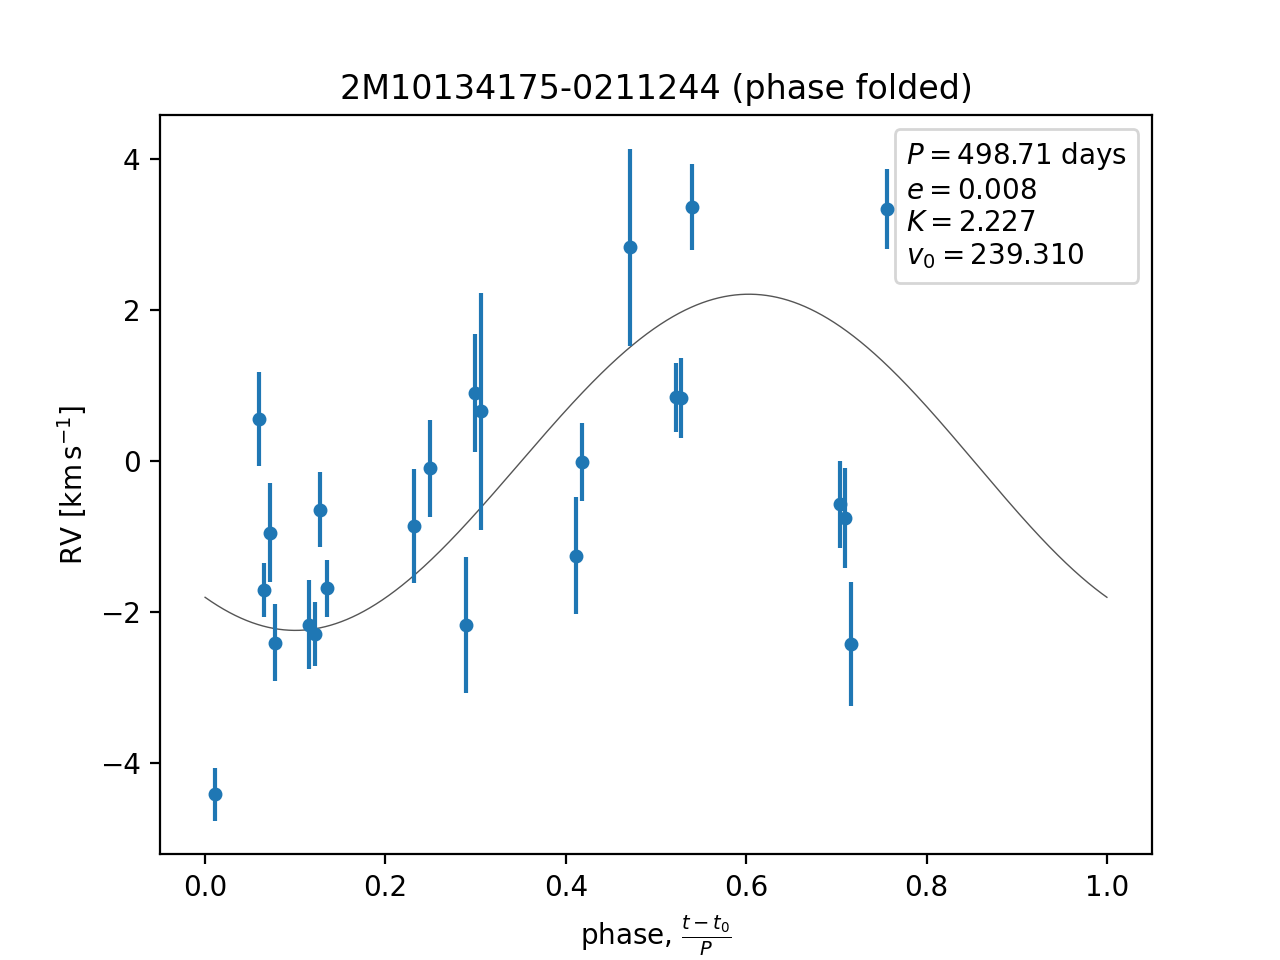 2M10134175-0211244 (phase folded)
P = 498.71 days
e = 0.008
K = 2.227
v₀ = 239.310
4
2
0
−2
−4
RV [km s⁻¹]
0.0 0.2 0.4 0.6 0.8 1.0
phase, (t − t₀)/P